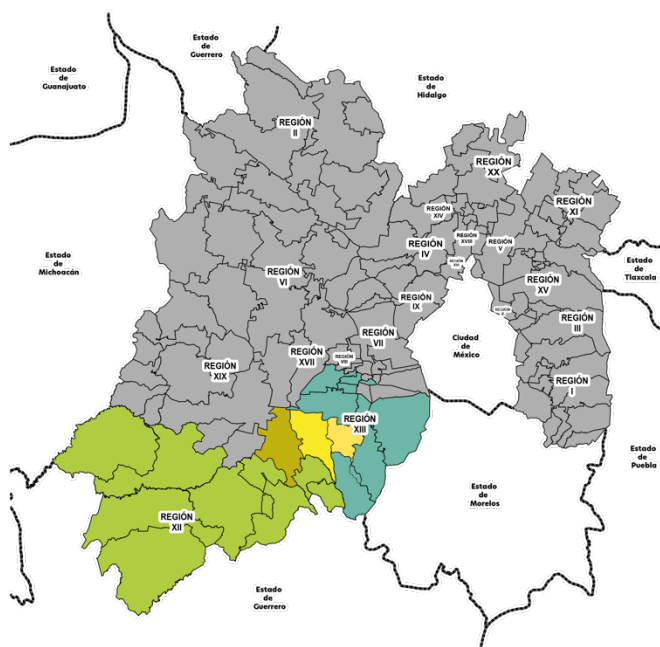 Estado
de
Guerrero
Estado
de
Guanajuato
Estado
de
Hidalgo
REGIÓN
II
REGIÓN
XX
REGIÓN
XI
REGIÓN
XIV
REGIÓN
XVIII
REGIÓN
V
REGIÓN
IV
Estado
de
Michoacán
Estado
de
Tlaxcala
REGIÓN
VI
REGIÓN
XV
REGIÓN
IX
REGIÓN
III
Ciudad
de
México
REGIÓN
VII
REGIÓN
XVII
REGIÓN
VIII
REGIÓN
XIX
REGIÓN
I
REGIÓN
XIII
Estado
de
Puebla
Estado
de
Morelos
REGIÓN
XII
Estado
de
Guerrero